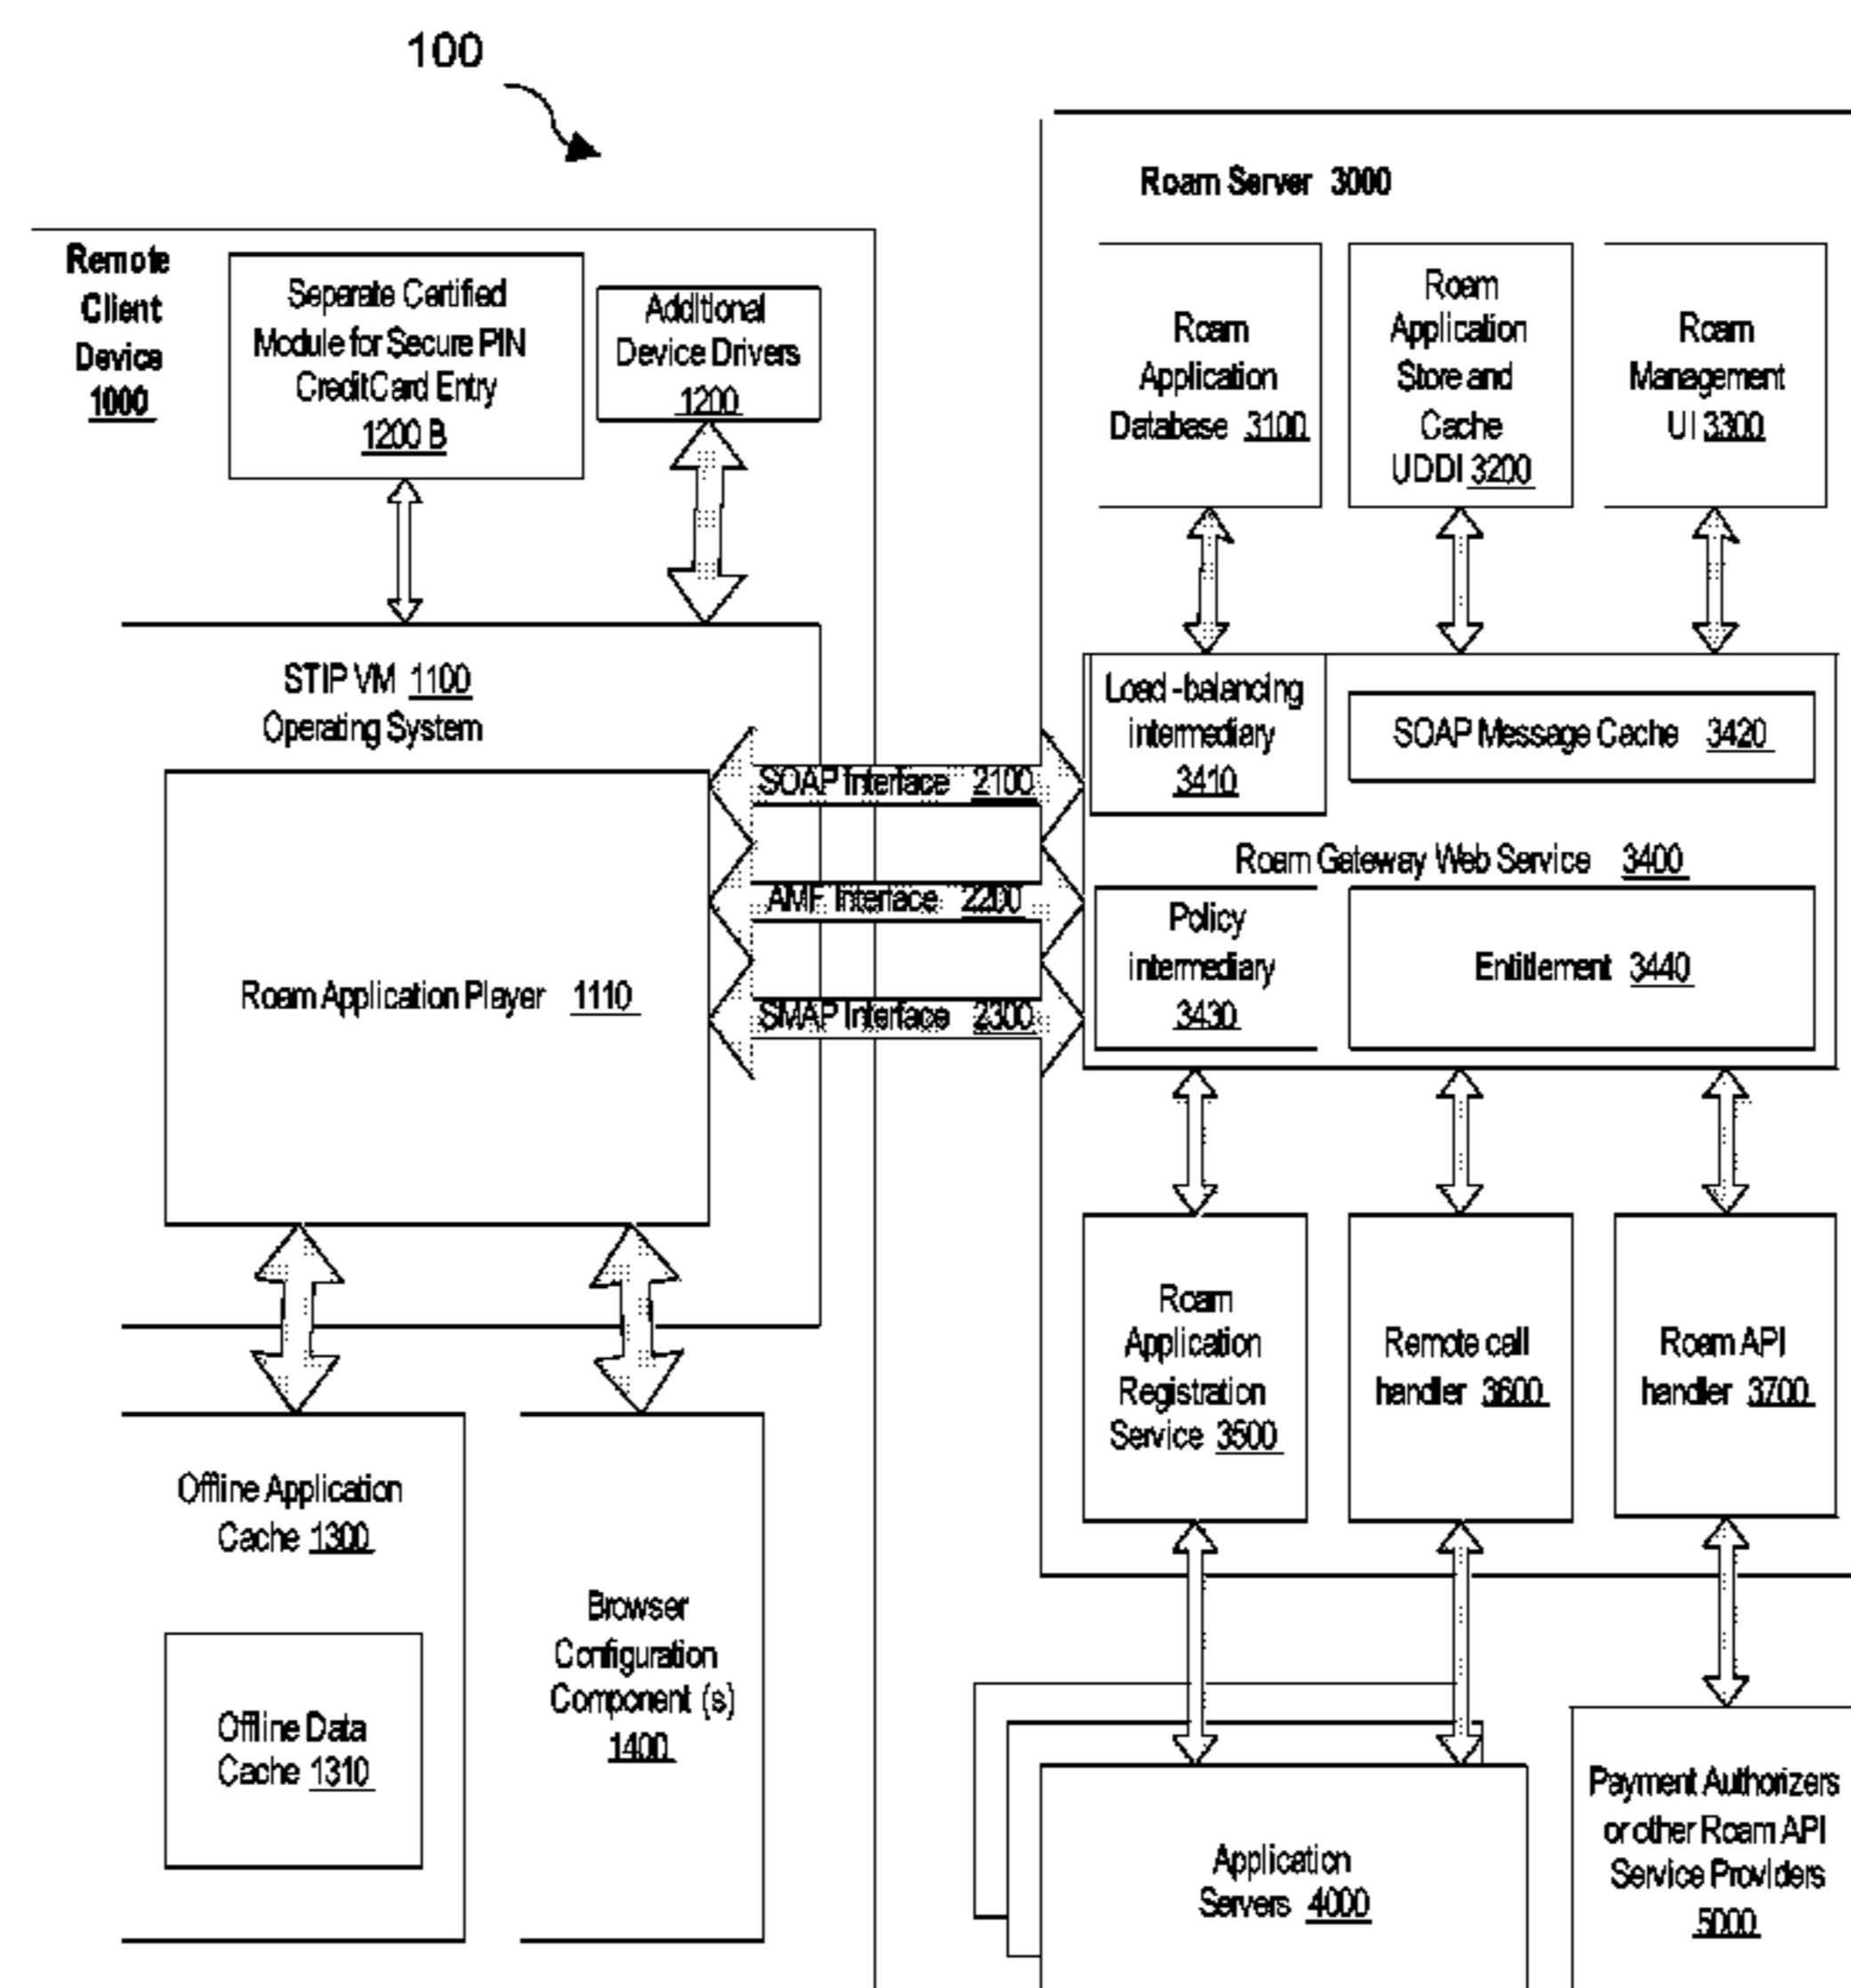 100
Remote
Client
Device
1000
Separate Certified
Module for Secure PIN
Credit Card Entry
1200 B
Additional
Device Drivers
1200
STIP VM 1100
Operating System
Roam Application Player 1110
Offline Application
Cache 1300
Offline Data
Cache 1310
Browser
Configuration
Component (s)
1400
SOAP Interface 2100
AMF Interface 2200
SMAP Interface 2300
Roam Server 3000
Roam
Application
Database 3100
Roam
Application
Store and
Cache
UDDI 3200
Roam
Management
UI 3300
Load -balancing
intermediary
3410
SOAP Message Cache 3420
Roam Gateway Web Service 3400
Policy
intermediary
3430
Entitlement 3440
Roam
Application
Registration
Service 3500
Remote call
handler 3600
Roam API
handler 3700
Application
Servers 4000
Payment Authorizers
or other Roam API
Service Providers
5000